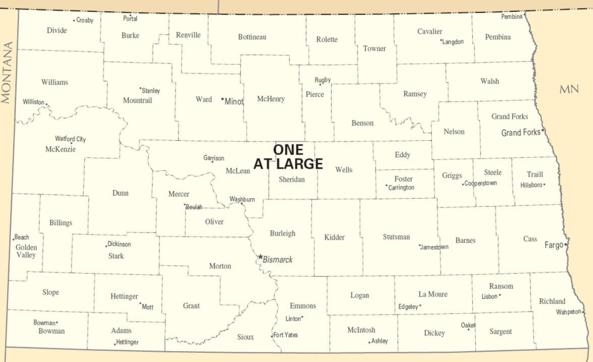 Crosby
Portal
Pembina
Divide
Burke
Renville
Bottineau
Rolette
Towner
Cavalier
Langdon
Pembina
MONTANA
Williams
Williston
Stanley
Mountrail
Ward
Minot
McHenry
Rugby
Pierce
Benson
Ramsey
Walsh
MN
Nelson
Grand Forks
Grand Forks
Watford City
McKenzie
Garrison
McLean
ONE
AT LARGE
Sheridan
Wells
Eddy
Foster
Carrington
Griggs
Cooperstown
Steele
Traill
Hillsboro
Dunn
Mercer
Beulah
Washburn
Oliver
Billings
Beach
Golden
Valley
Dickinson
Stark
Morton
Burleigh
Bismarck
Kidder
Stutsman
Jamestown
Barnes
Cass
Fargo
Slope
Hettinger
Mott
Grant
Emmons
Linton
Logan
La Moure
Edgeley
Ransom
Lisbon
Richland
Wahpeton
Bowman
Bowman
Adams
Hettinger
Sioux
Fort Yates
McIntosh
Ashley
Dickey
Oakes
Sargent